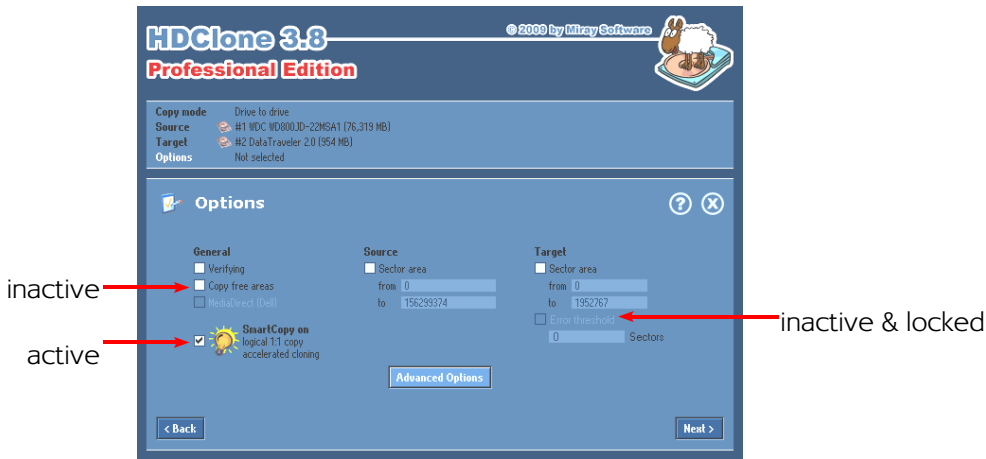 HDClone 3.8
© 2009 by Miray Software
Professional Edition
Copy mode Drive to drive
Source #1 WDC WD800JD-22MSA1 (76,319 MB)
Target #2 DataTraveler 2.0 (954 MB)
Options Not selected
Options
? X
General
Verifying
Copy free areas
MediaDirect (Dell)
SmartCopy on
logical 1:1 copy
accelerated cloning
Source
Sector area
from 0
to 156299374
Target
Sector area
from 0
to 1952767
Error threshold
0 Sectors
Advanced Options
< Back
Next >
inactive
active
inactive & locked